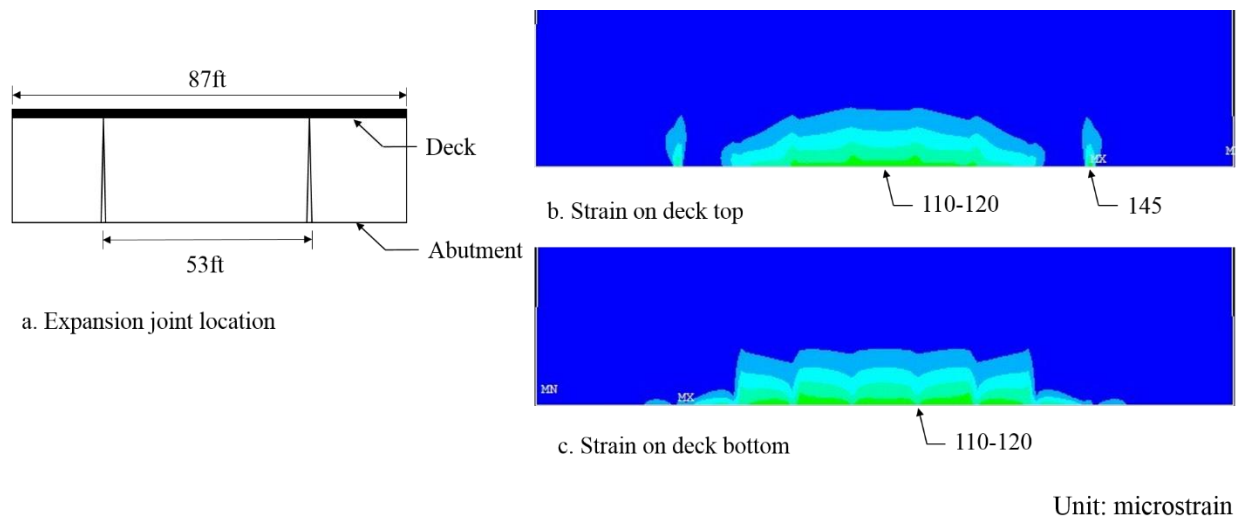 87ft
Deck
Abutment
53ft
a. Expansion joint location
MX
M
b. Strain on deck top
110-120
145
MN
MX
c. Strain on deck bottom
110-120
Unit: microstrain